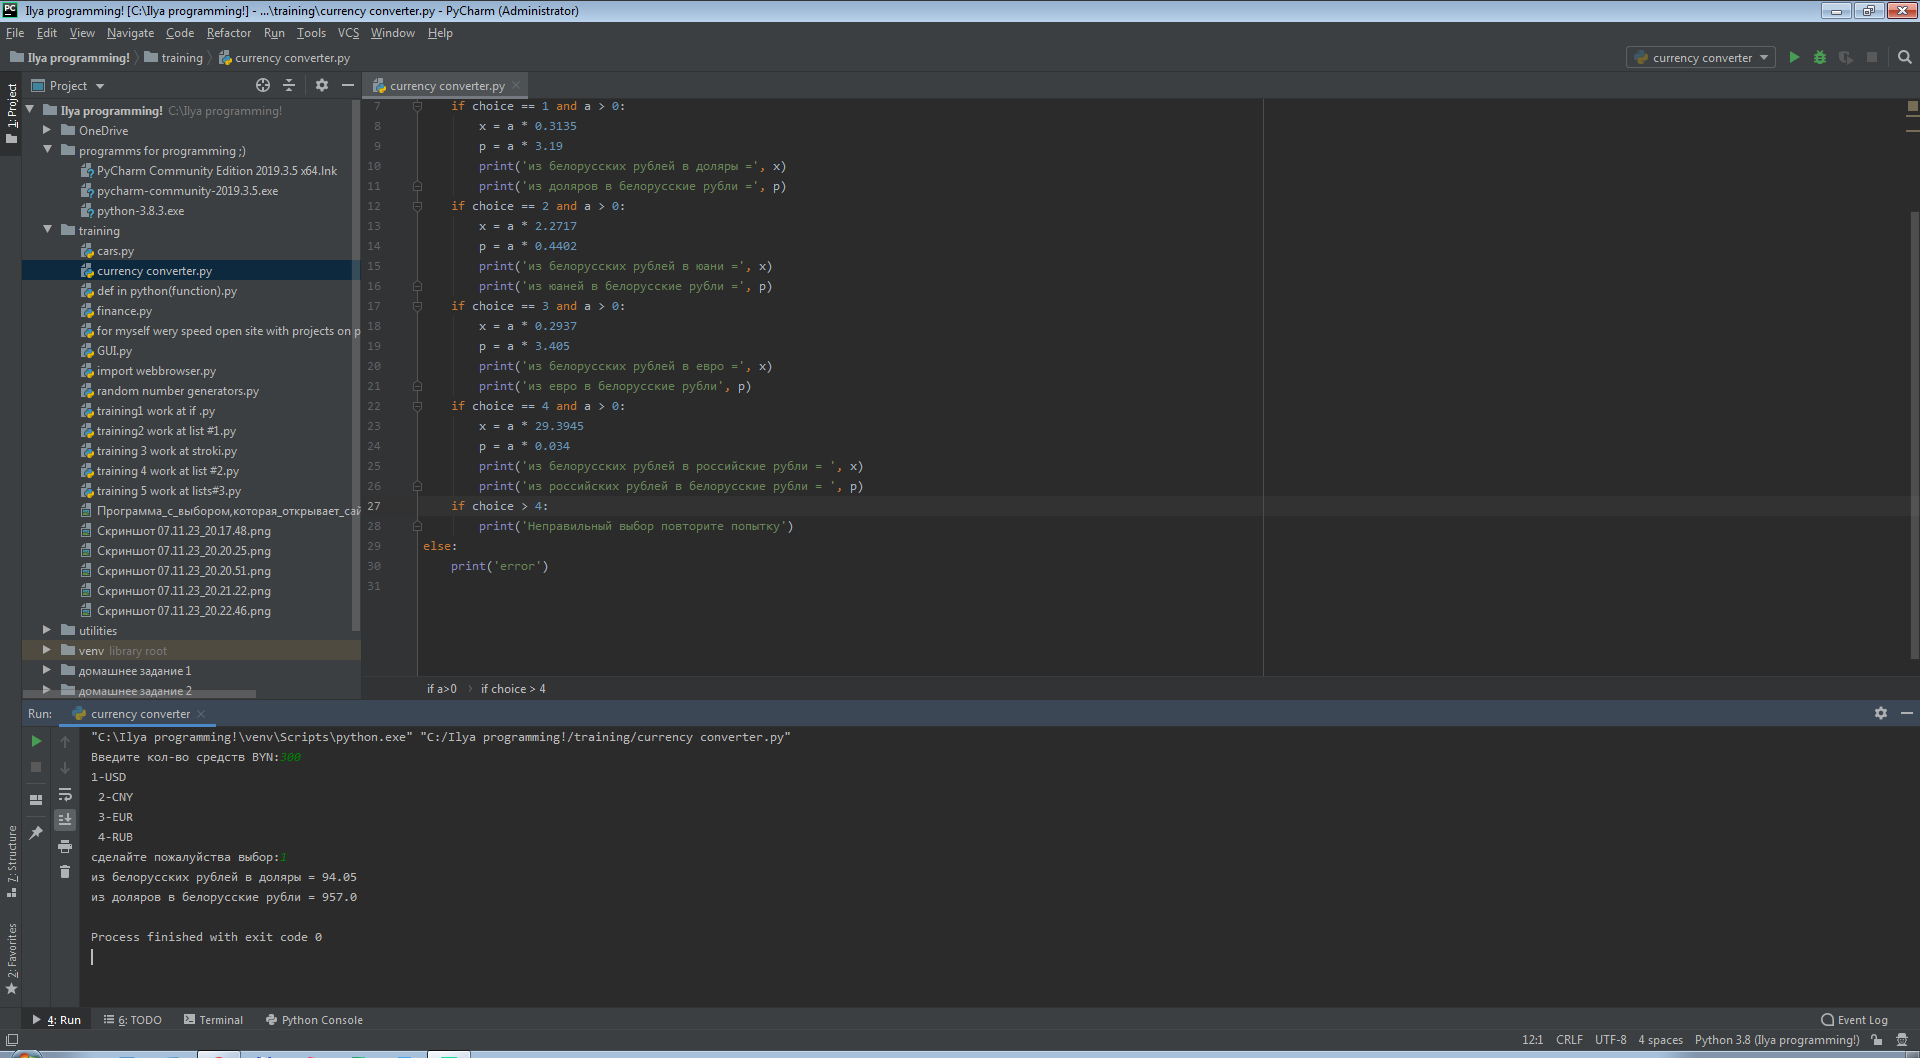 Ilya programming! [C:\Ilya programming!] - ...\training\currency converter.py - PyCharm (Administrator)
File Edit View Navigate Code Refactor Run Tools VCS Window Help
Ilya programming! training currency converter.py
currency converter
1: Project
Project
currency converter.py
Ilya programming! C:\Ilya programming!
OneDrive
programms for programming ;)
PyCharm Community Edition 2019.3.5 x64.lnk
pycharm-community-2019.3.5.exe
python-3.8.3.exe
training
cars.py
currency converter.py
def in python(function).py
finance.py
for myself wery speed open site with projects on p
GUI.py
import webbrowser.py
random number generators.py
training1 work at if .py
training2 work at list #1.py
training 3 work at stroki.py
training 4 work at list #2.py
training 5 work at lists#3.py
Программа_с_выбором,которая_открывает_сай
Скриншот 07.11.23_20.17.48.png
Скриншот 07.11.23_20.20.25.png
Скриншот 07.11.23_20.20.51.png
Скриншот 07.11.23_20.21.22.png
Скриншот 07.11.23_20.22.46.png
utilities
venv library root
домашнее задание 1
домашнее задание 2
7 if choice == 1 and a > 0:
8 x = a * 0.3135
9 p = a * 3.19
10 print('из белорусских рублей в доляры =', x)
11 print('из доляров в белорусские рубли =', p)
12 if choice == 2 and a > 0:
13 x = a * 2.2717
14 p = a * 0.4402
15 print('из белорусских рублей в юани =', x)
16 print('из юаней в белорусские рубли =', p)
17 if choice == 3 and a > 0:
18 x = a * 0.2937
19 p = a * 3.405
20 print('из белорусских рублей в евро =', x)
21 print('из евро в белорусские рубли', p)
22 if choice == 4 and a > 0:
23 x = a * 29.3945
24 p = a * 0.034
25 print('из белорусских рублей в российские рубли = ', x)
26 print('из российских рублей в белорусские рубли = ', p)
27 if choice > 4:
28 print('Неправильный выбор повторите попытку')
29 else:
30 print('error')
31
if a>0 if choice > 4
Run: currency converter
"C:\Ilya programming!\venv\Scripts\python.exe" "C:/Ilya programming!/training/currency converter.py"
Введите кол-во средств BYN:300
1-USD
2-CNY
3-EUR
4-RUB
сделайте пожалуйства выбор:1
из белорусских рублей в доляры = 94.05
из доляров в белорусские рубли = 957.0
Process finished with exit code 0
7: Structure
2: Favorites
4: Run 6: TODO Terminal Python Console Event Log
12:1 CRLF UTF-8 4 spaces Python 3.8 (Ilya programming!)